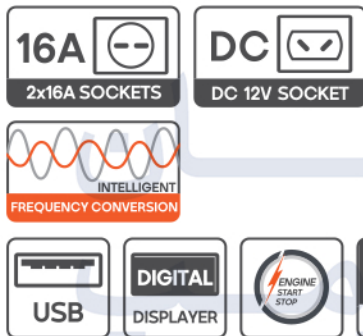 16A
2x16A SOCKETS
DC
DC 12V SOCKET
INTELLIGENT
FREQUENCY CONVERSION
USB
DIGITAL
DISPLAYER
ENGINE
START
STOP